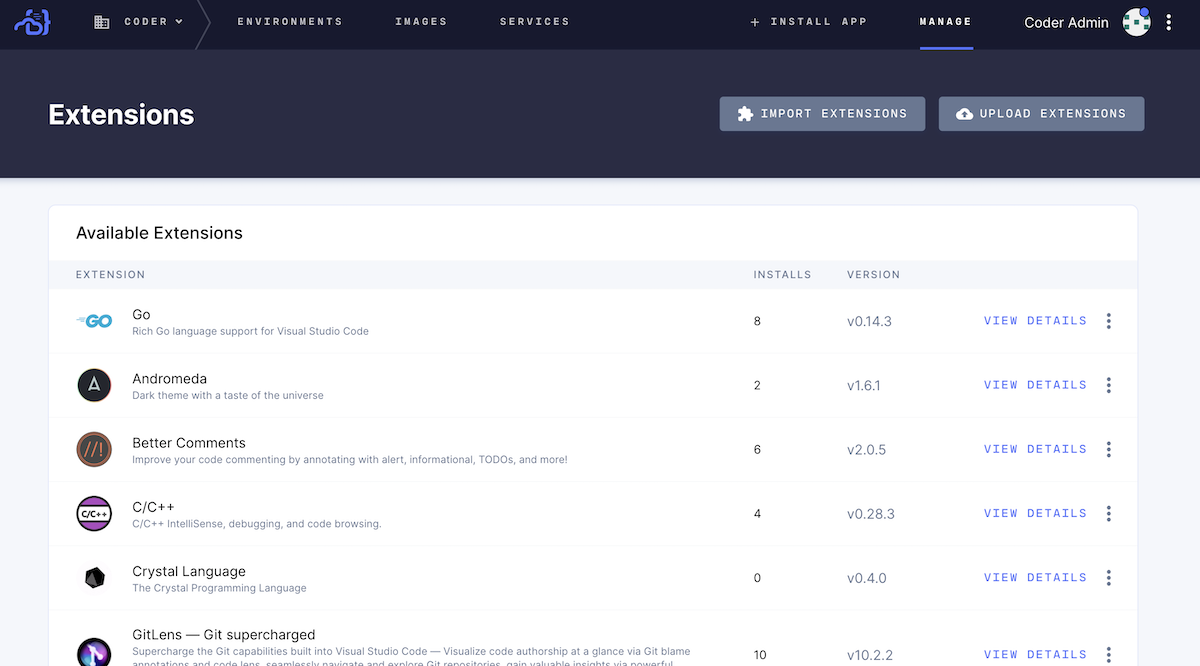 CODER
ENVIRONMENTS
IMAGES
SERVICES
+ INSTALL APP
MANAGE
Coder Admin
Extensions
IMPORT EXTENSIONS
UPLOAD EXTENSIONS
Available Extensions
EXTENSION INSTALLS VERSION
GO
Go
Rich Go language support for Visual Studio Code
8 v0.14.3 VIEW DETAILS
Andromeda
Dark theme with a taste of the universe
2 v1.6.1 VIEW DETAILS
//!
Better Comments
Improve your code commenting by annotating with alert, informational, TODOs, and more!
6 v2.0.5 VIEW DETAILS
C/C++
C/C++
C/C++ IntelliSense, debugging, and code browsing.
4 v0.28.3 VIEW DETAILS
Crystal Language
The Crystal Programming Language
0 v0.4.0 VIEW DETAILS
GitLens — Git supercharged
Supercharge the Git capabilities built into Visual Studio Code — Visualize code authorship at a glance via Git blame
annotations and code lens, seamlessly navigate and explore Git repositories, gain valuable insights via powerful
10 v10.2.2 VIEW DETAILS